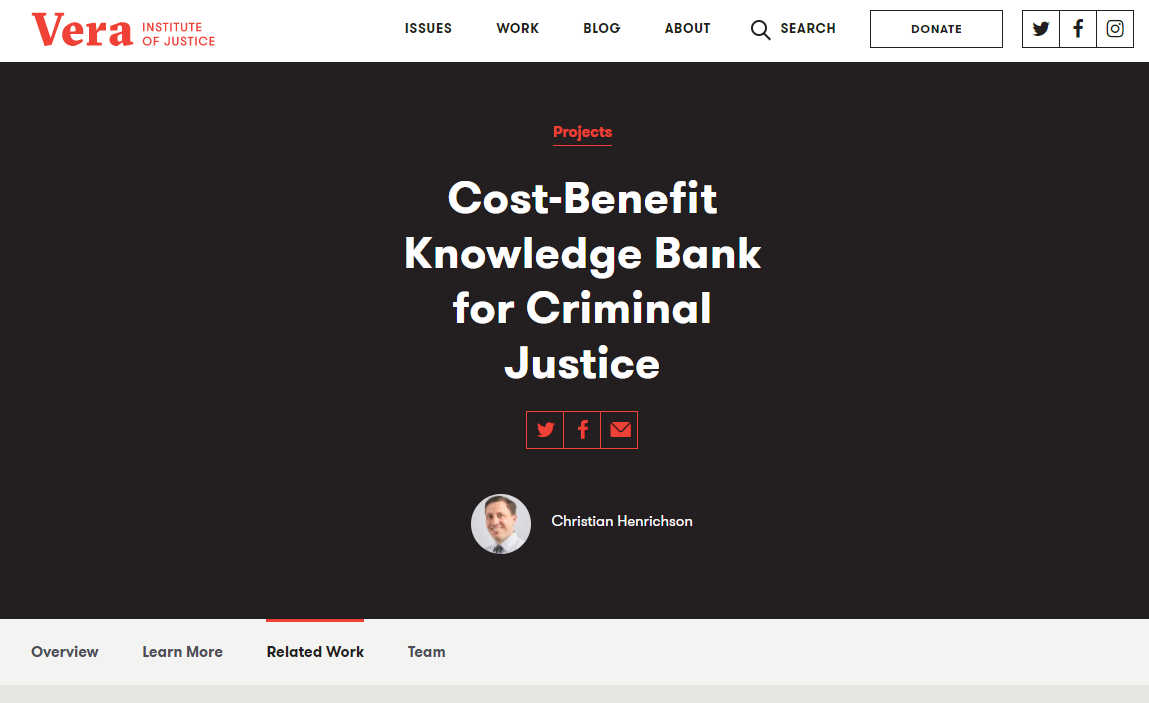 Vera INSTITUTE
OF JUSTICE
ISSUES WORK BLOG ABOUT SEARCH DONATE
Projects
Cost-Benefit
Knowledge Bank
for Criminal
Justice
Christian Henrichson
Overview Learn More Related Work Team